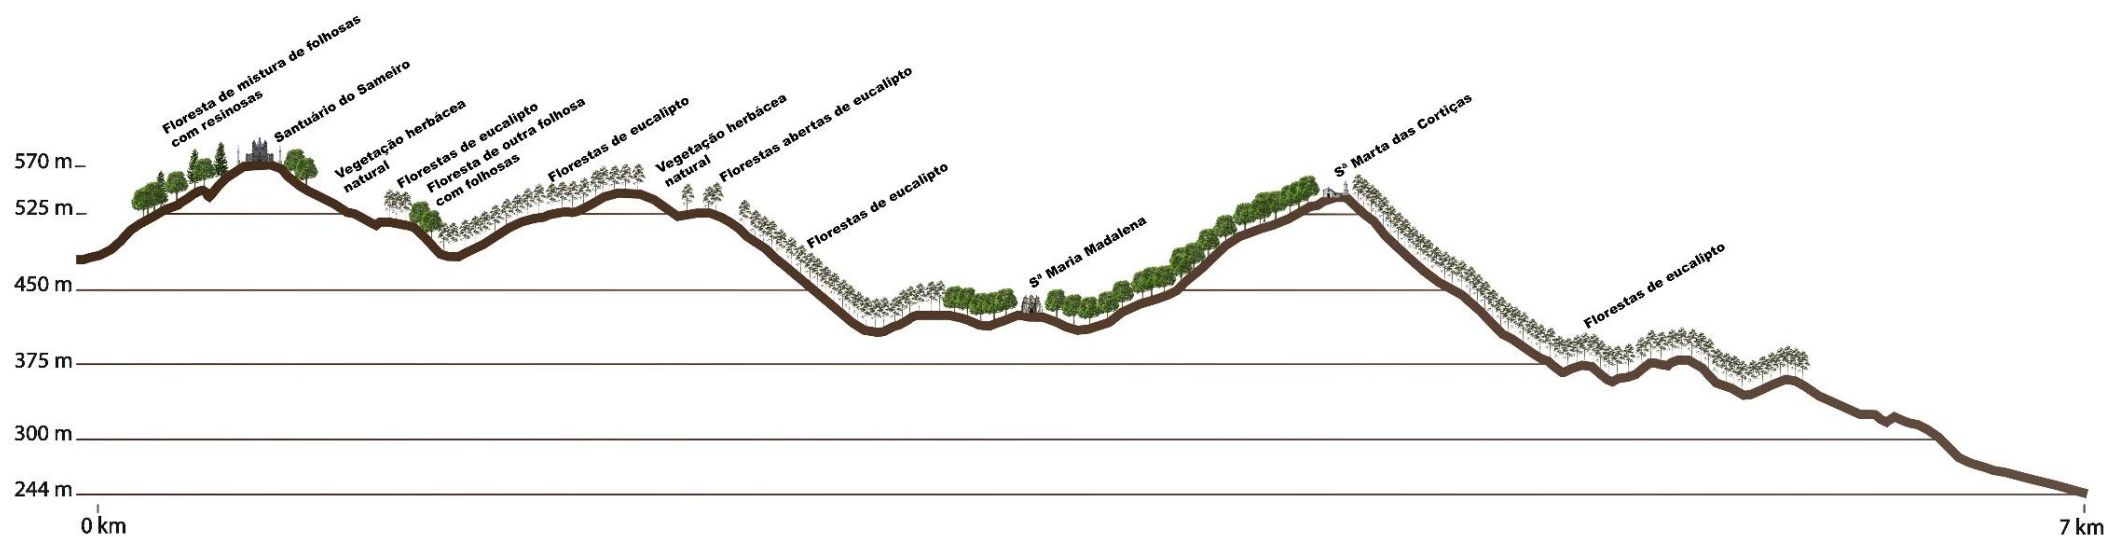 Floresta de mistura de folhosas
com resinosas
Santuário do Sameiro
Vegetação herbácea
natural
Florestas de eucalipto
Floresta de outra folhosa
com folhosas
Florestas de eucalipto
Vegetação herbácea
natural
Florestas abertas de eucalipto
Florestas de eucalipto
Sª Maria Madalena
Sª Marta das Cortiças
Florestas de eucalipto
570 m
525 m
450 m
375 m
300 m
244 m
0 km
7 km